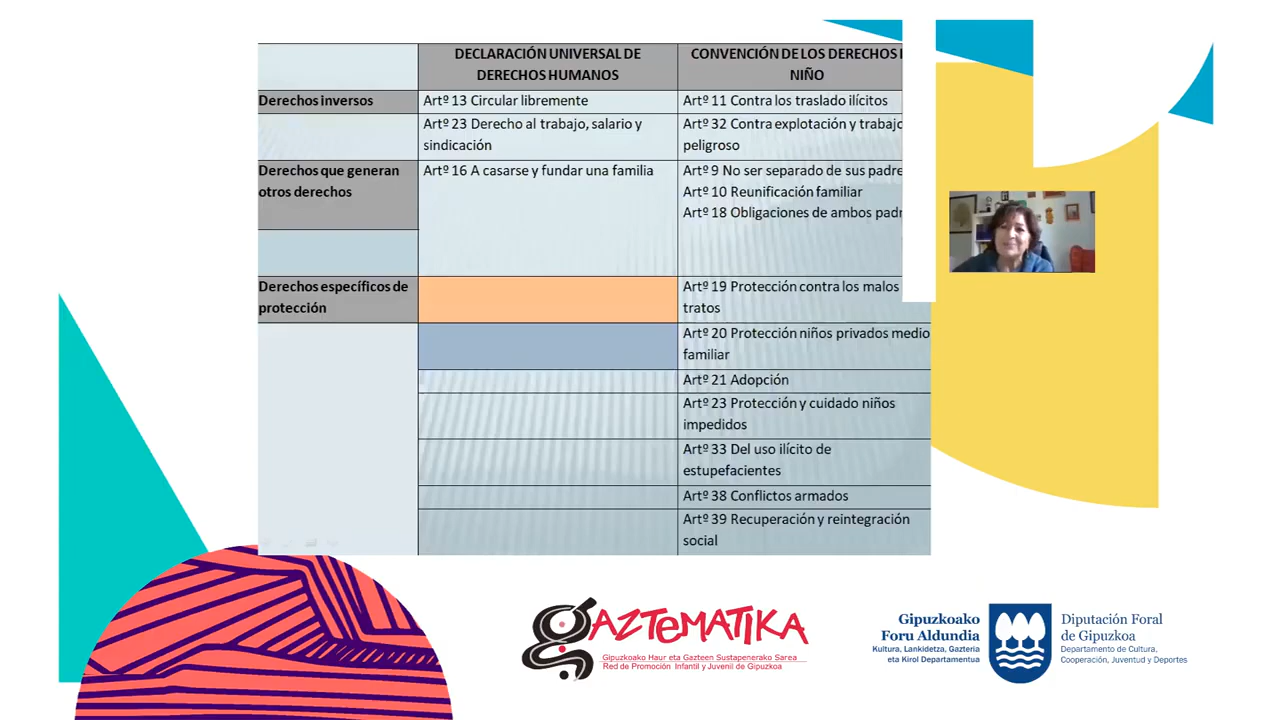 DECLARACIÓN UNIVERSAL DE
DERECHOS HUMANOS
CONVENCIÓN DE LOS DERECHOS
NIÑO
Derechos inversos
Artº 13 Circular libremente
Artº 11 Contra los traslado ilícitos
Artº 23 Derecho al trabajo, salario y
sindicación
Artº 32 Contra explotación y trabajo
peligroso
Derechos que generan
otros derechos
Artº 16 A casarse y fundar una familia
Artº 9 No ser separado de sus padre
Artº 10 Reunificación familiar
Artº 18 Obligaciones de ambos padr
Derechos específicos de
protección
Artº 19 Protección contra los malos
tratos
Artº 20 Protección niños privados medio
familiar
Artº 21 Adopción
Artº 23 Protección y cuidado niños
impedidos
Artº 33 Del uso ilícito de
estupefacientes
Artº 38 Conflictos armados
Artº 39 Recuperación y reintegración
social
GAZTEMATIKA
Gipuzkoako Haur eta Gazteen Sustapenerako Sarea
Red de Promoción Infantil y Juvenil de Gipuzkoa
Gipuzkoako
Foru Aldundia
Kultura, Lankidetza, Gazteria
eta Kirol Departamentua
Diputación Foral
de Gipuzkoa
Departamento de Cultura,
Cooperación, Juventud y Deportes